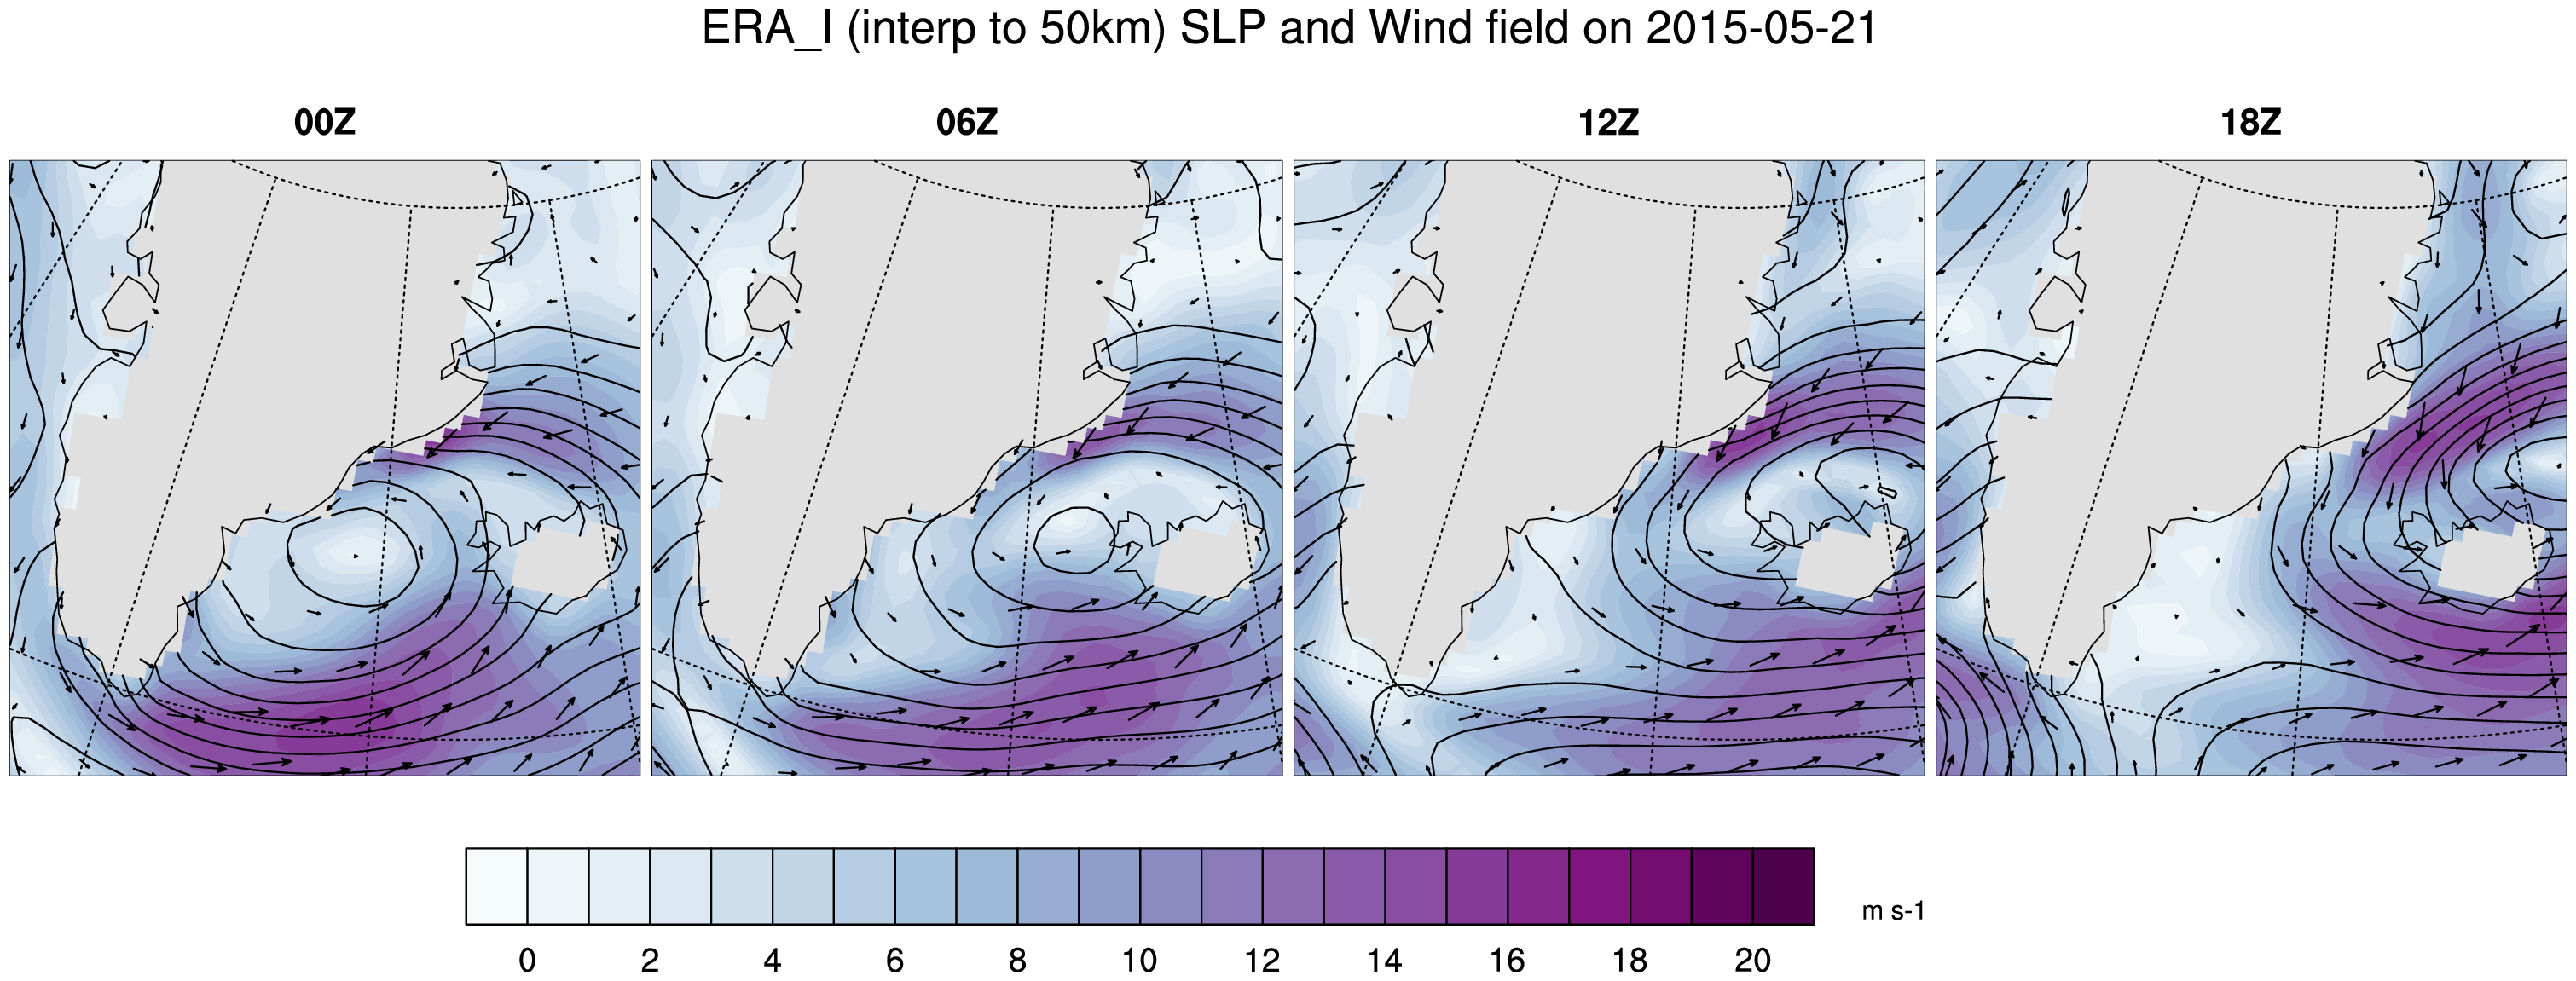 ERA_I (interp to 50km) SLP and Wind field on 2015-05-21
00Z 06Z 12Z 18Z
m s-1
0 2 4 6 8 10 12 14 16 18 20